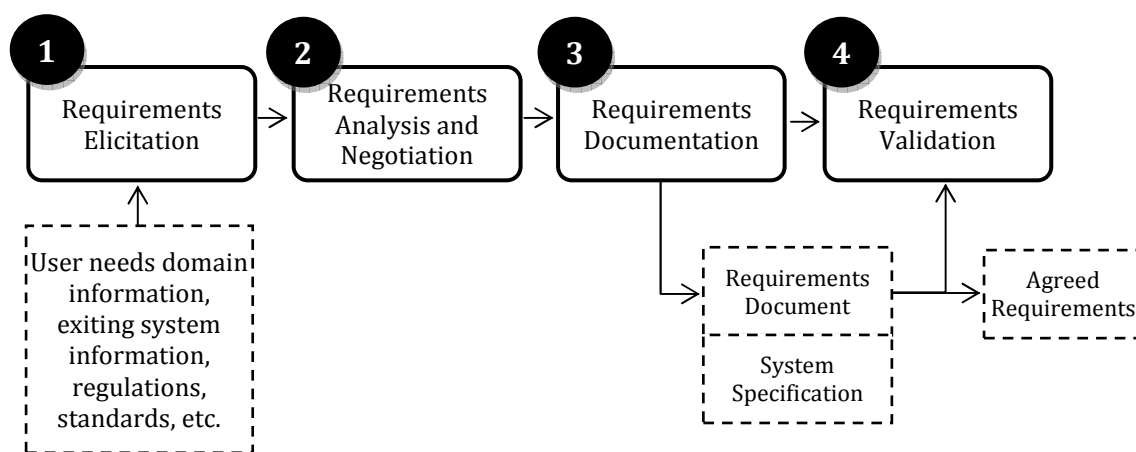 1
Requirements
Elicitation
2
Requirements
Analysis and
Negotiation
3
Requirements
Documentation
4
Requirements
Validation
User needs domain
information,
exiting system
information,
regulations,
standards, etc.
Requirements
Document
System
Specification
Agreed
Requirements